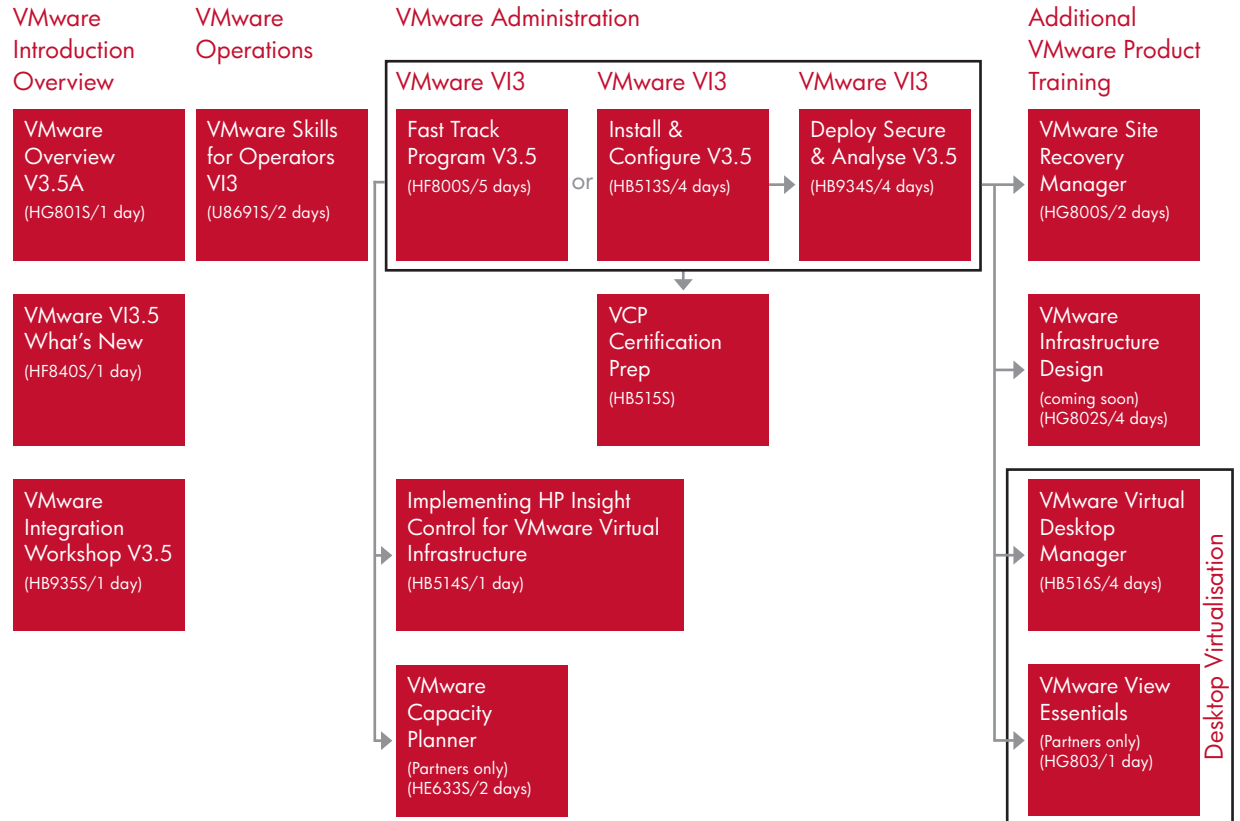 VMware
Introduction
Overview
VMware
Operations
VMware Administration
Additional
VMware Product
Training
VMware VI3
VMware VI3
VMware VI3
VMware
Overview
V3.5A
(HG801S/1 day)
VMware Skills
for Operators
VI3
(U8691S/2 days)
Fast Track
Program V3.5
(HF800S/5 days)
or
Install &
Configure V3.5
(HB513S/4 days)
Deploy Secure
& Analyse V3.5
(HB934S/4 days)
VMware Site
Recovery
Manager
(HG800S/2 days)
VMware VI3.5
What's New
(HF840S/1 day)
VCP
Certification
Prep
(HB515S)
VMware
Infrastructure
Design
(coming soon)
(HG802S/4 days)
VMware
Integration
Workshop V3.5
(HB935S/1 day)
Implementing HP Insight
Control for VMware Virtual
Infrastructure
(HB514S/1 day)
VMware Virtual
Desktop
Manager
(HB516S/4 days)
VMware
Capacity
Planner
(Partners only)
(HE633S/2 days)
VMware View
Essentials
(Partners only)
(HG803/1 day)
Desktop Virtualisation